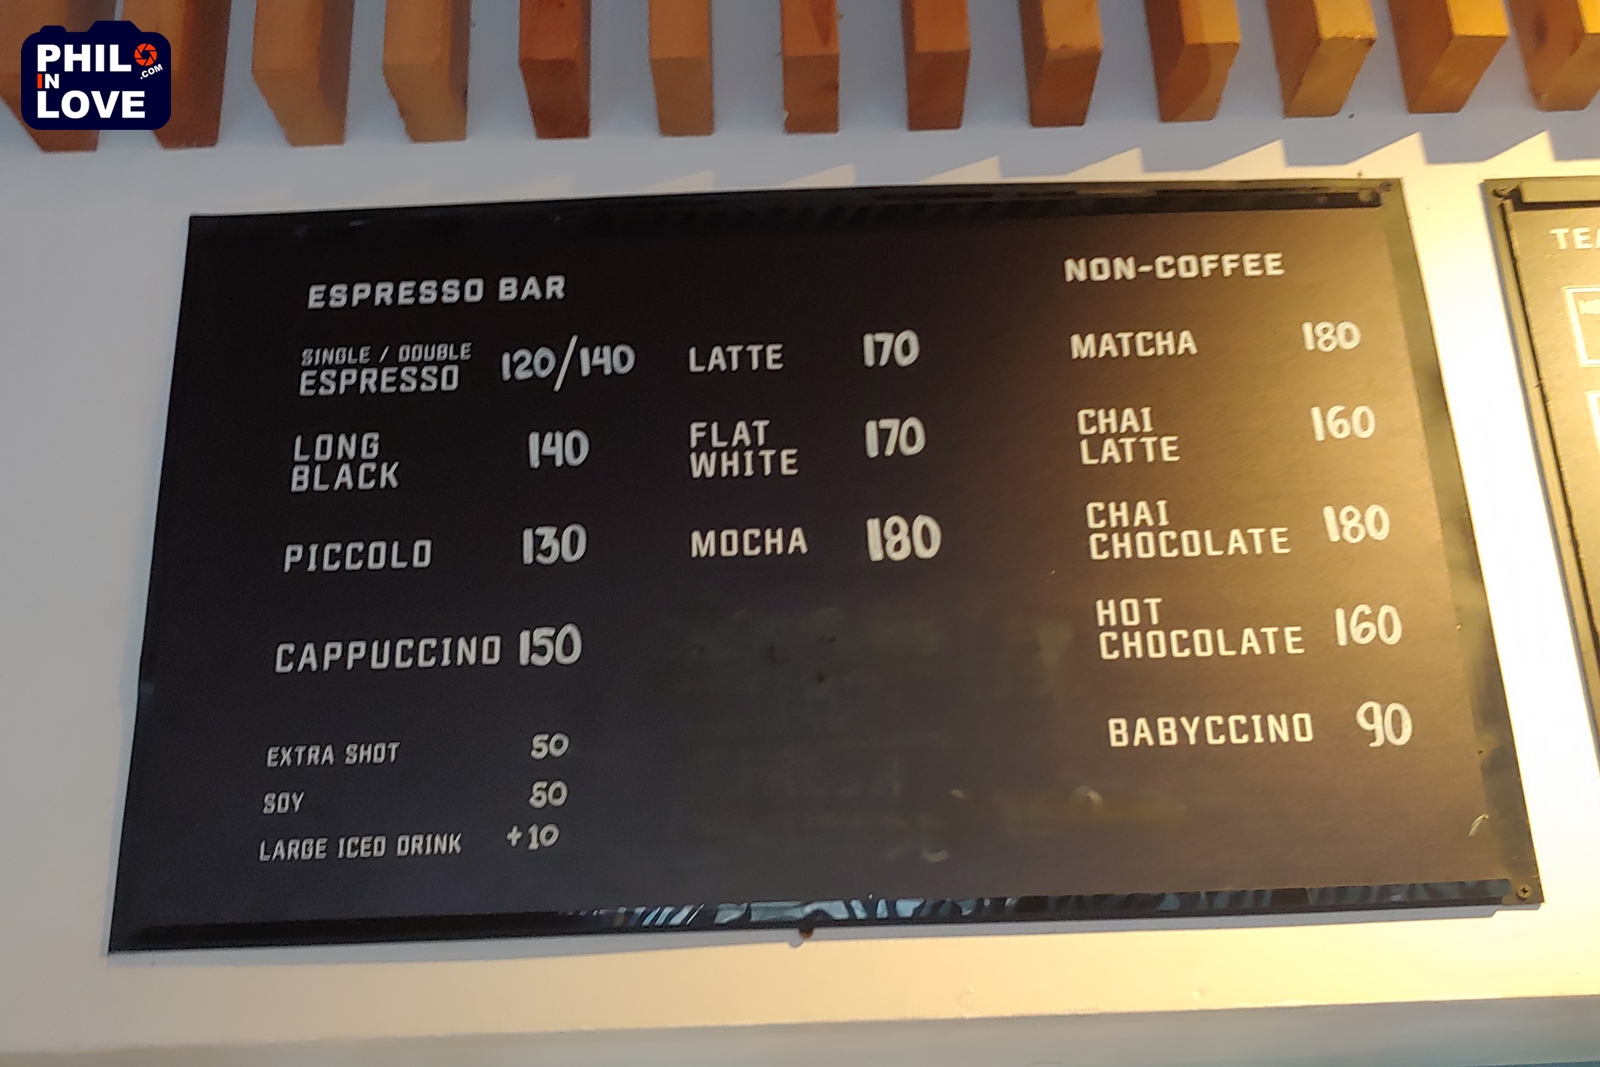 PHIL
IN
.COM
LOVE
ESPRESSO BAR
SINGLE / DOUBLE
ESPRESSO 120/140
LONG
BLACK 140
PICCOLO 130
CAPPUCCINO 150
EXTRA SHOT 50
SOY 50
LARGE ICED DRINK +10
LATTE 170
FLAT
WHITE 170
MOCHA 180
NON-COFFEE
MATCHA 180
CHAI
LATTE 160
CHAI
CHOCOLATE 180
HOT
CHOCOLATE 160
BABYCCINO 90